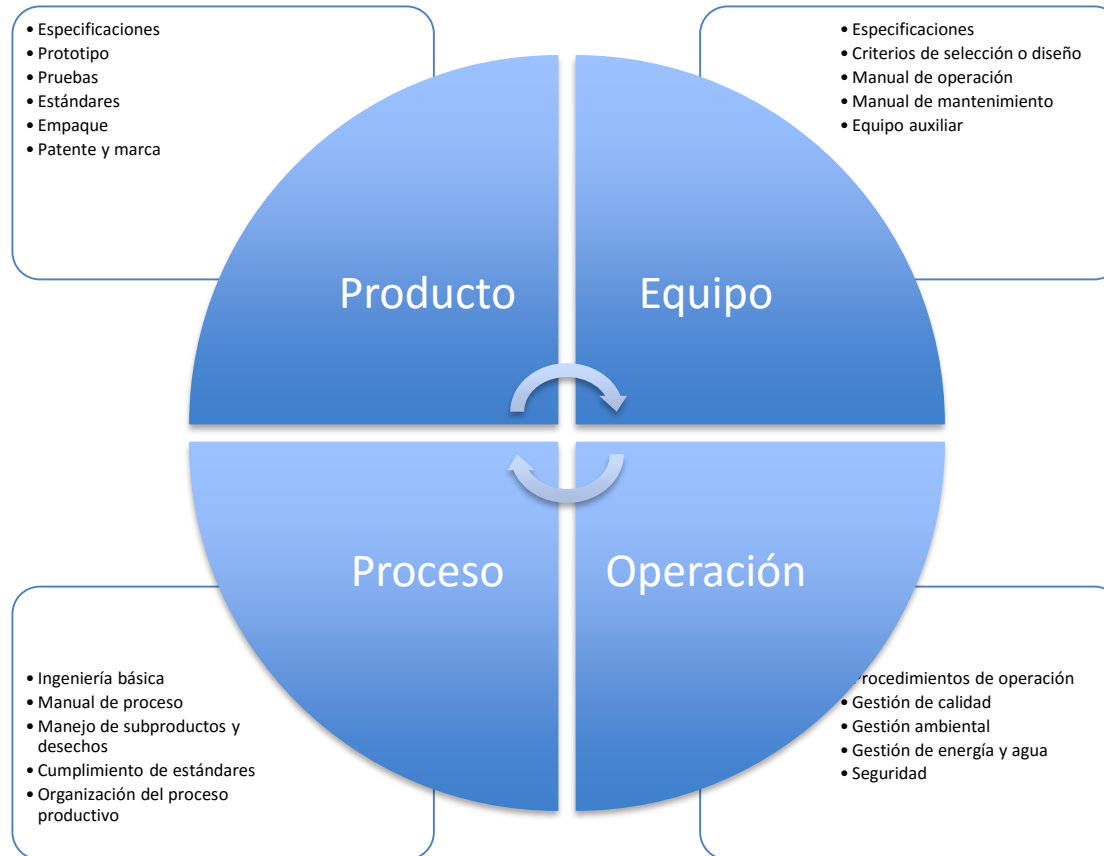 • Especificaciones
• Prototipo
• Pruebas
• Estándares
• Empaque
• Patente y marca
• Especificaciones
• Criterios de selección o diseño
• Manual de operación
• Manual de mantenimiento
• Equipo auxiliar
Producto
Equipo
Proceso
Operación
• Ingeniería básica
• Manual de proceso
• Manejo de subproductos y
desechos
• Cumplimiento de estándares
• Organización del proceso
productivo
Procedimientos de operación
• Gestión de calidad
• Gestión ambiental
• Gestión de energía y agua
• Seguridad